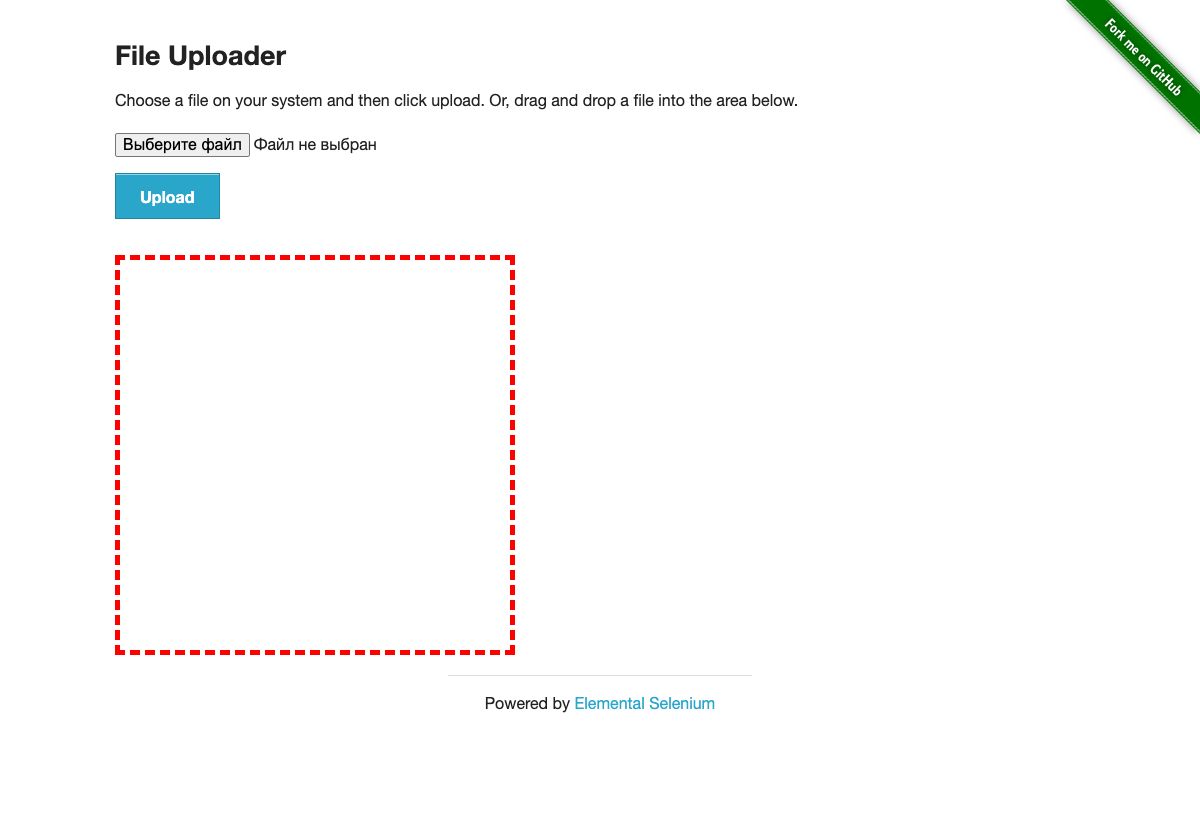 File Uploader
Fork me on GitHub
Choose a file on your system and then click upload. Or, drag and drop a file into the area below.
Выберите файл Файл не выбран
Upload
Powered by Elemental Selenium